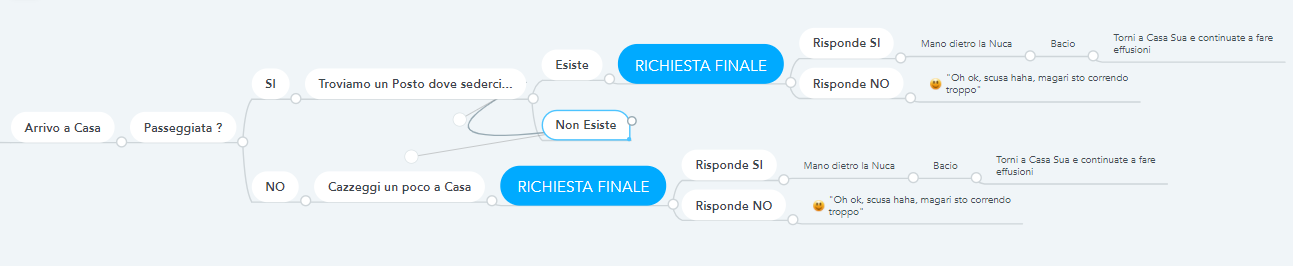 Arrivo a Casa
Passeggiata ?
SI
Troviamo un Posto dove sederci...
Esiste
RICHIESTA FINALE
Risponde SI
Mano dietro la Nuca
Bacio
Torni a Casa Sua e continuate a fare
effusioni
Risponde NO
"Oh ok, scusa haha, magari sto correndo
troppo"
Non Esiste
NO
Cazzeggi un poco a Casa
RICHIESTA FINALE
Risponde SI
Mano dietro la Nuca
Bacio
Torni a Casa Sua e continuate a fare
effusioni
Risponde NO
"Oh ok, scusa haha, magari sto correndo
troppo"